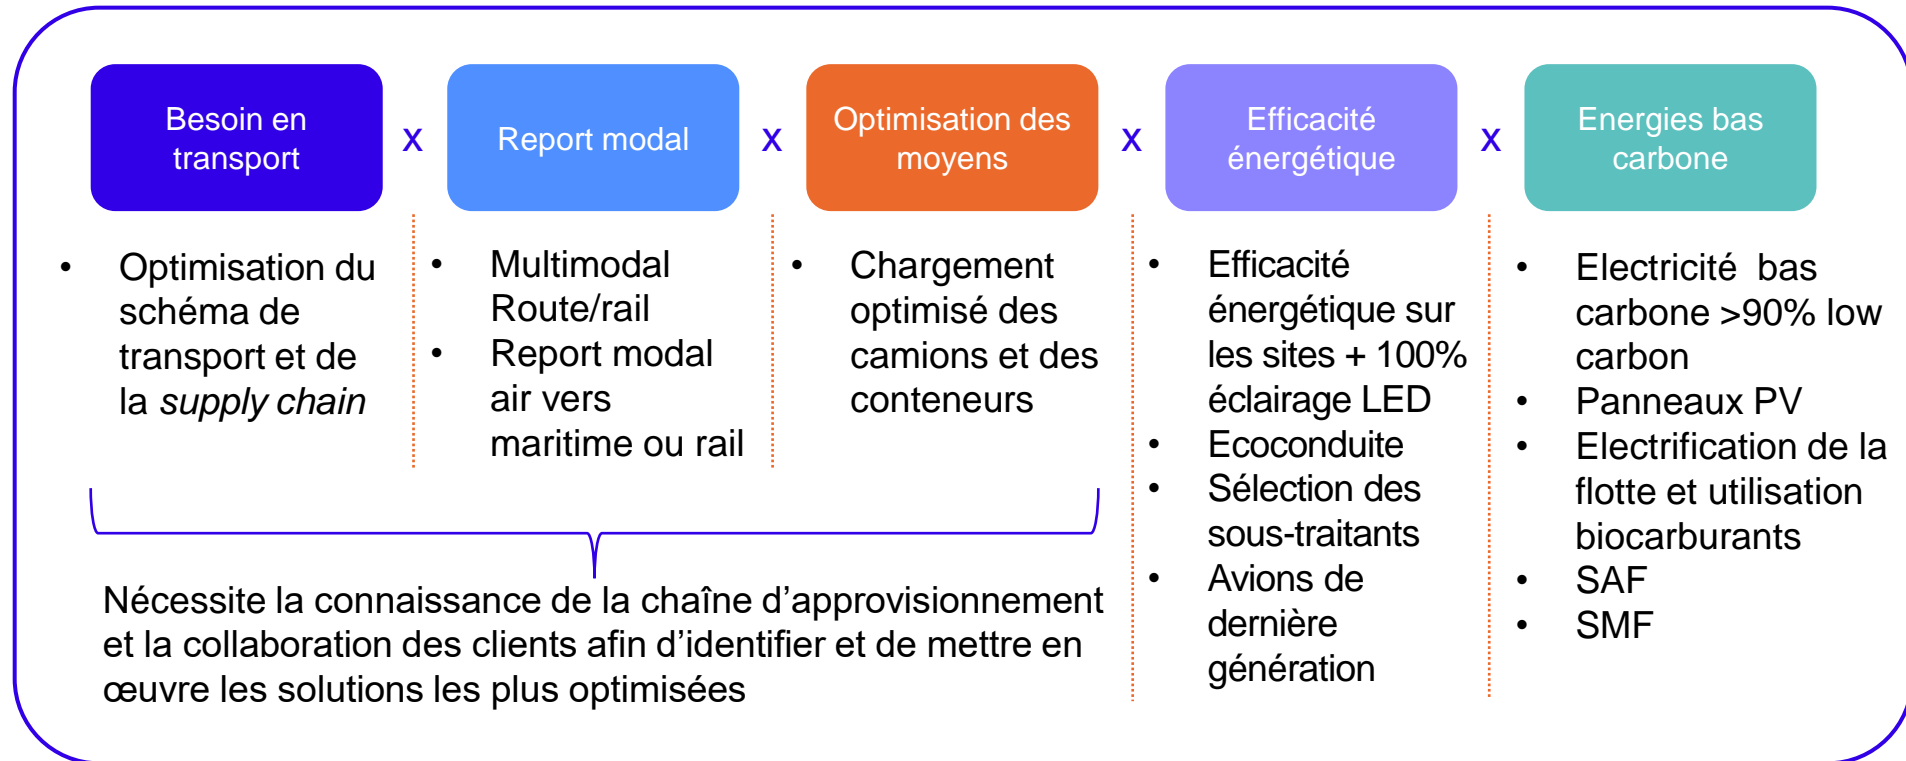 Besoin en
transport
x
Report modal
x
Optimisation des
moyens
x
Efficacité
énergétique
x
Energies bas
carbone
• Optimisation du
schéma de
transport et de
la supply chain
• Multimodal
Route/rail
• Report modal
air vers
maritime ou rail
• Chargement
optimisé des
camions et des
conteneurs
Nécessite la connaissance de la chaîne d’approvisionnement
et la collaboration des clients afin d’identifier et de mettre en
œuvre les solutions les plus optimisées
• Efficacité
énergétique sur
les sites + 100%
éclairage LED
• Ecoconduite
• Sélection des
sous-traitants
• Avions de
dernière
génération
• Electricité bas
carbone >90% low
carbon
• Panneaux PV
• Electrification de la
flotte et utilisation
biocarburants
• SAF
• SMF